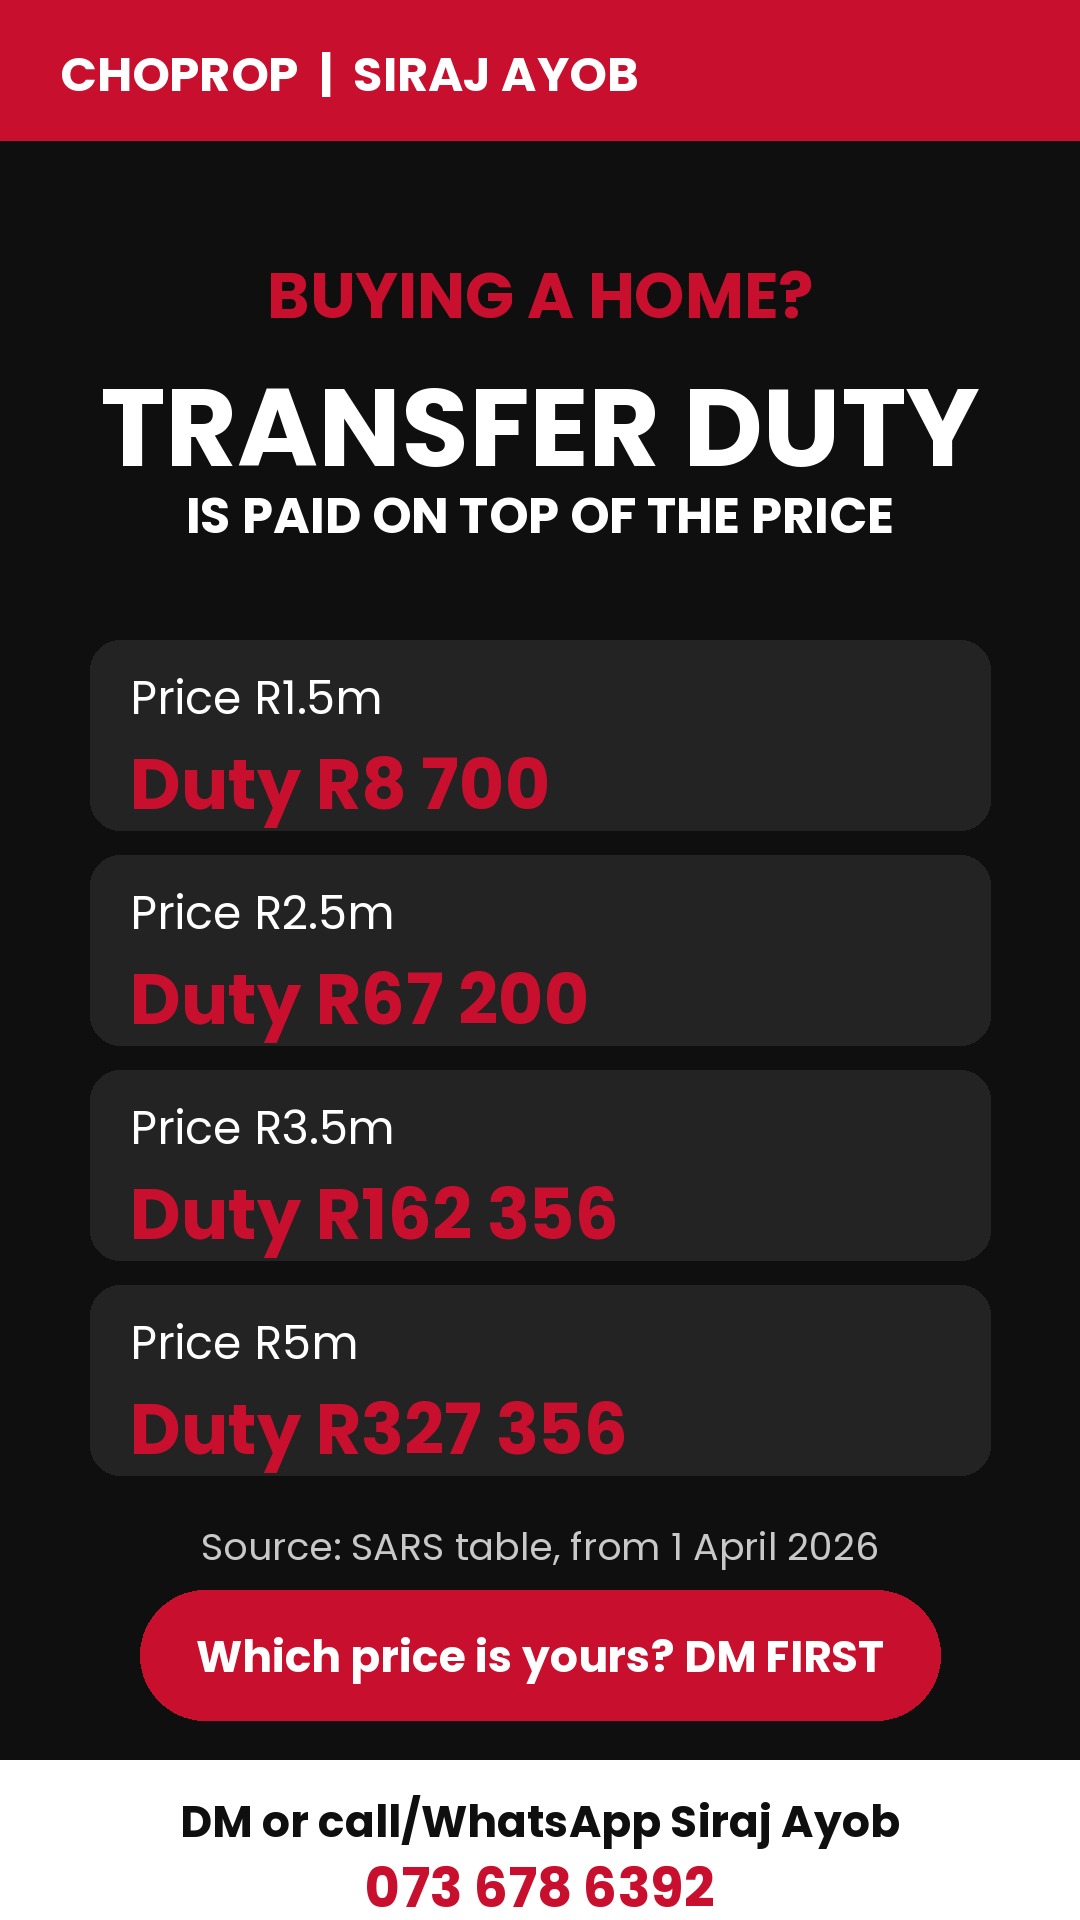 CHOPROP | SIRAJ AYOB
BUYING A HOME?
TRANSFER DUTY
IS PAID ON TOP OF THE PRICE
Price R1.5m
Duty R8 700
Price R2.5m
Duty R67 200
Price R3.5m
Duty R162 356
Price R5m
Duty R327 356
Source: SARS table, from 1 April 2026
Which price is yours? DM FIRST
DM or call/WhatsApp Siraj Ayob
073 678 6392